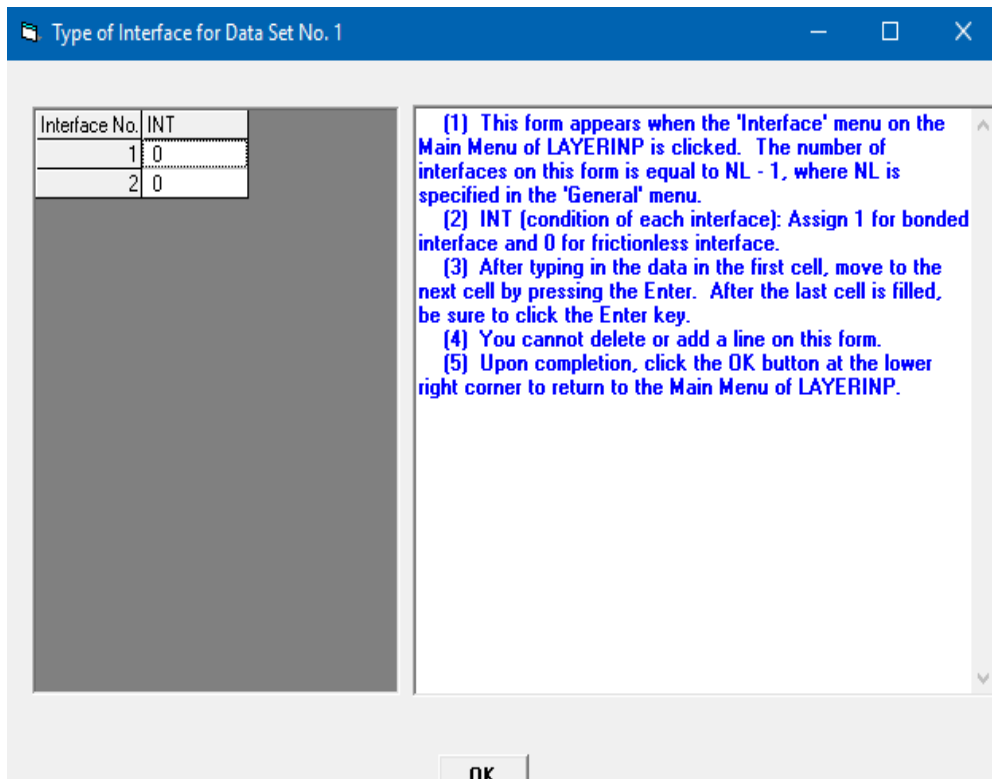 Type of Interface for Data Set No. 1
Interface No. INT
1 0
2 0
(1) This form appears when the 'Interface' menu on the
Main Menu of LAYERINP is clicked. The number of
interfaces on this form is equal to NL - 1, where NL is
specified in the 'General' menu.
(2) INT (condition of each interface): Assign 1 for bonded
interface and 0 for frictionless interface.
(3) After typing in the data in the first cell, move to the
next cell by pressing the Enter. After the last cell is filled,
be sure to click the Enter key.
(4) You cannot delete or add a line on this form.
(5) Upon completion, click the OK button at the lower
right corner to return to the Main Menu of LAYERINP.
OK